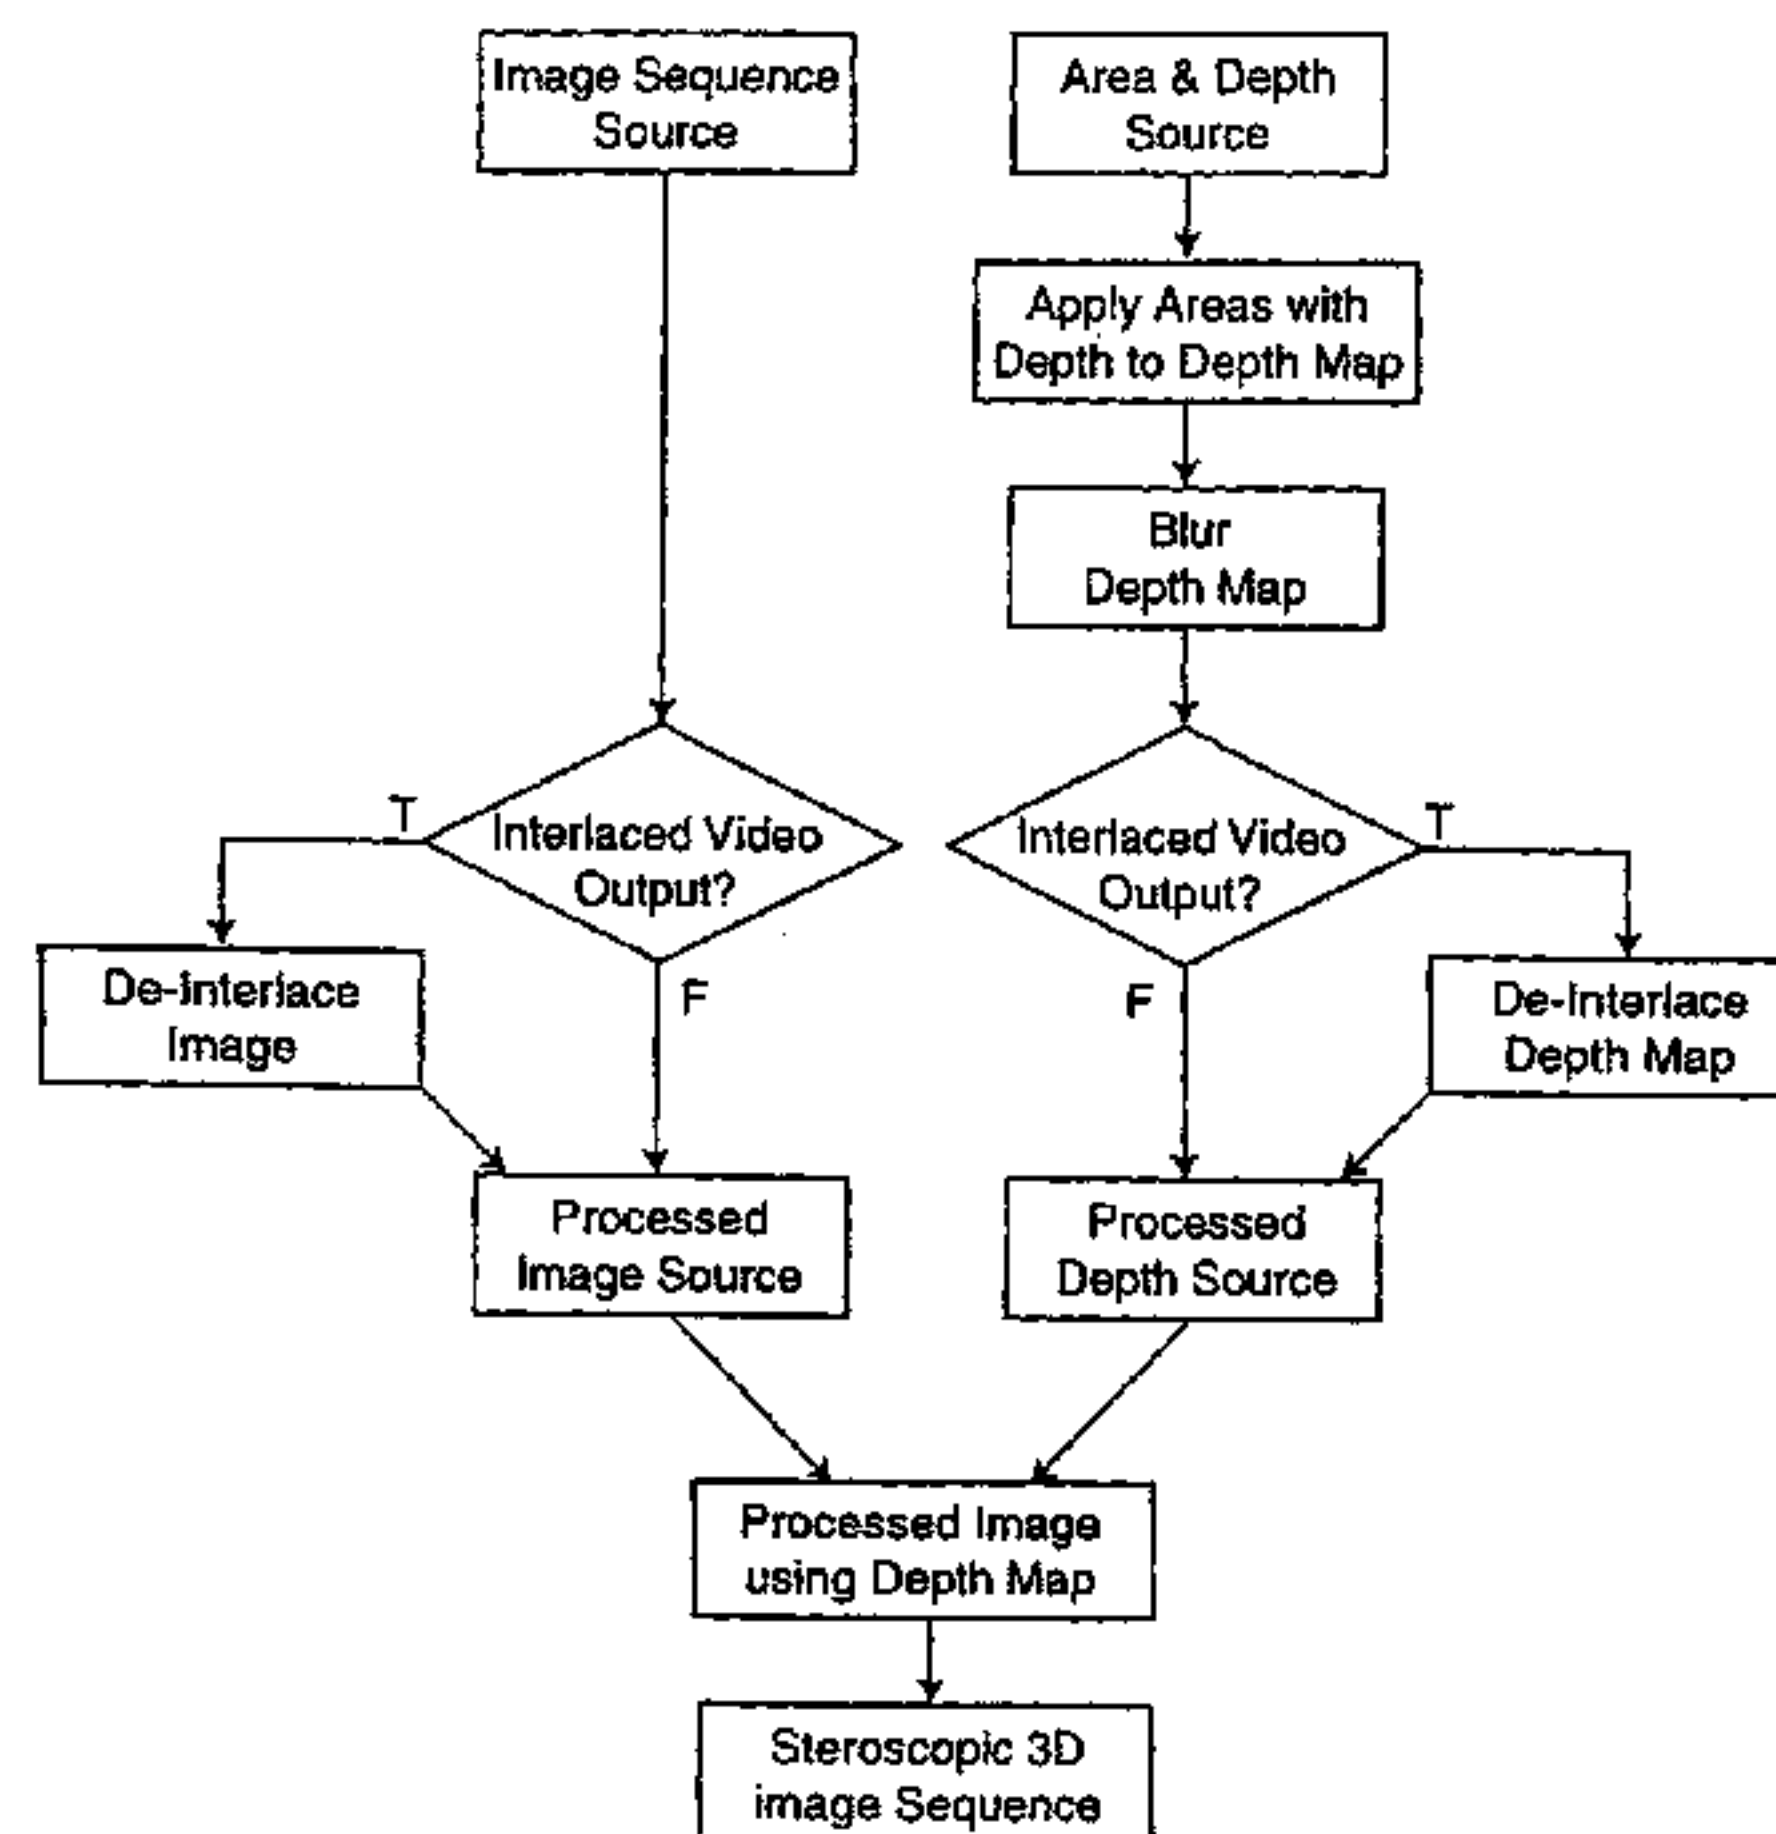 Image Sequence
Source
Area & Depth
Source
Apply Areas with
Depth to Depth Map
Blur
Depth Map
T
Interlaced Video
Output?
F
Interlaced Video
Output?
T
F
De-Interlace
Image
De-Interlace
Depth Map
Processed
Image Source
Processed
Depth Source
Processed Image
using Depth Map
Steroscopic 3D
image Sequence